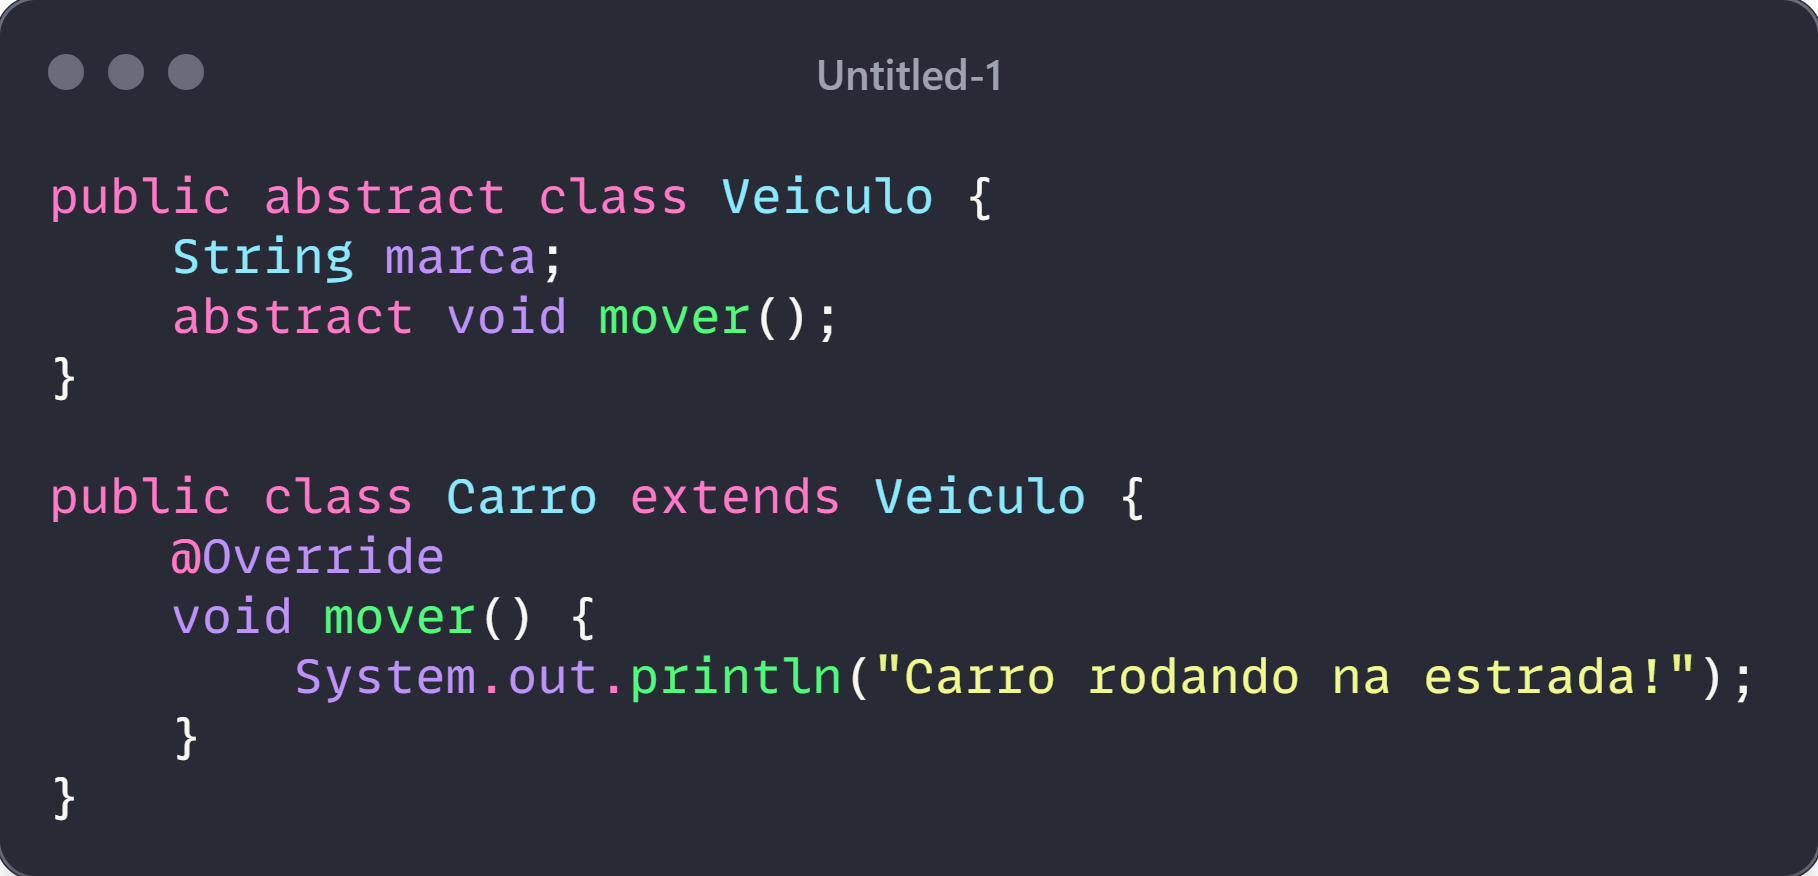 Untitled-1
public abstract class Veiculo {
    String marca;
    abstract void mover();
}
public class Carro extends Veiculo {
    @Override
    void mover() {
        System.out.println("Carro rodando na estrada!");
    }
}